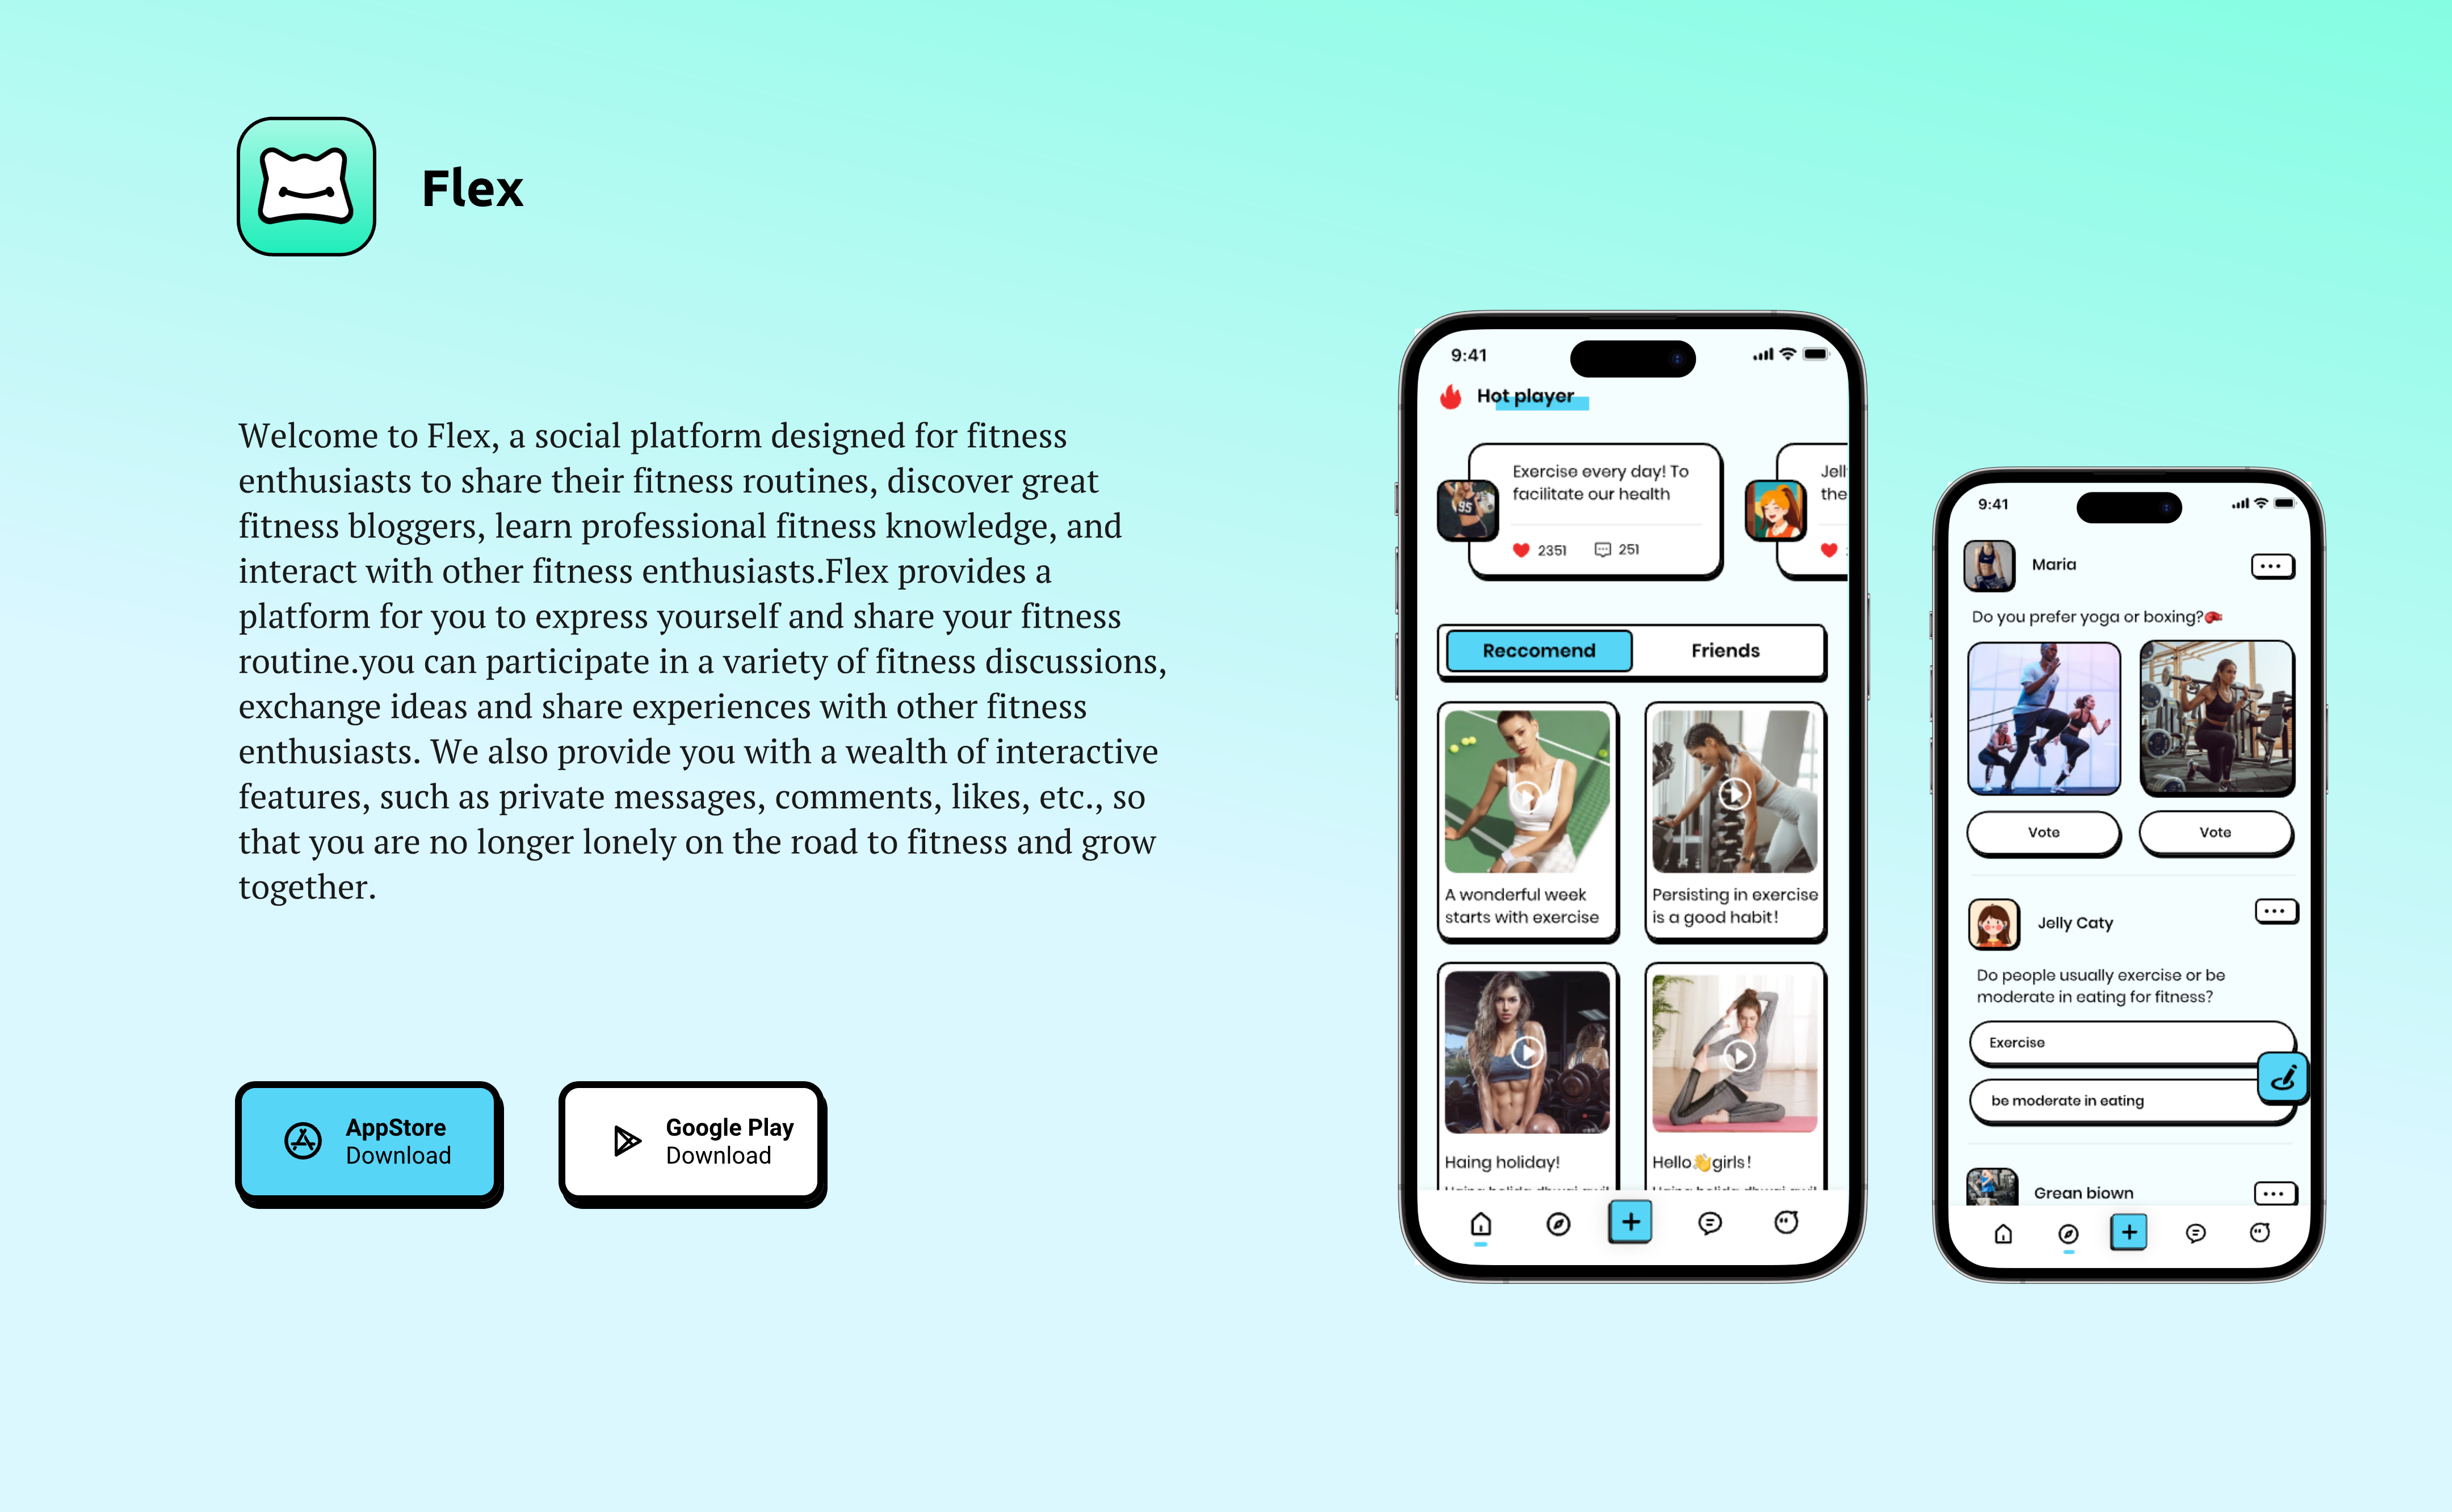 Flex
Welcome to Flex, a social platform designed for fitness
enthusiasts to share their fitness routines, discover great
fitness bloggers, learn professional fitness knowledge, and
interact with other fitness enthusiasts.Flex provides a
platform for you to express yourself and share your fitness
routine.you can participate in a variety of fitness discussions,
exchange ideas and share experiences with other fitness
enthusiasts. We also provide you with a wealth of interactive
features, such as private messages, comments, likes, etc., so
that you are no longer lonely on the road to fitness and grow
together.
AppStore
Download
Google Play
Download
9:41
Hot player
Exercise every day! To
facilitate our health
2351 251
95
Jell
the
Reccomend Friends
A wonderful week
starts with exercise
Persisting in exercise
is a good habit!
Haing holiday!
Hello👋girls!
9:41
Maria
Do you prefer yoga or boxing?🥊
Vote Vote
Jelly Caty
Do people usually exercise or be
moderate in eating for fitness?
Exercise
be moderate in eating
Grean biown